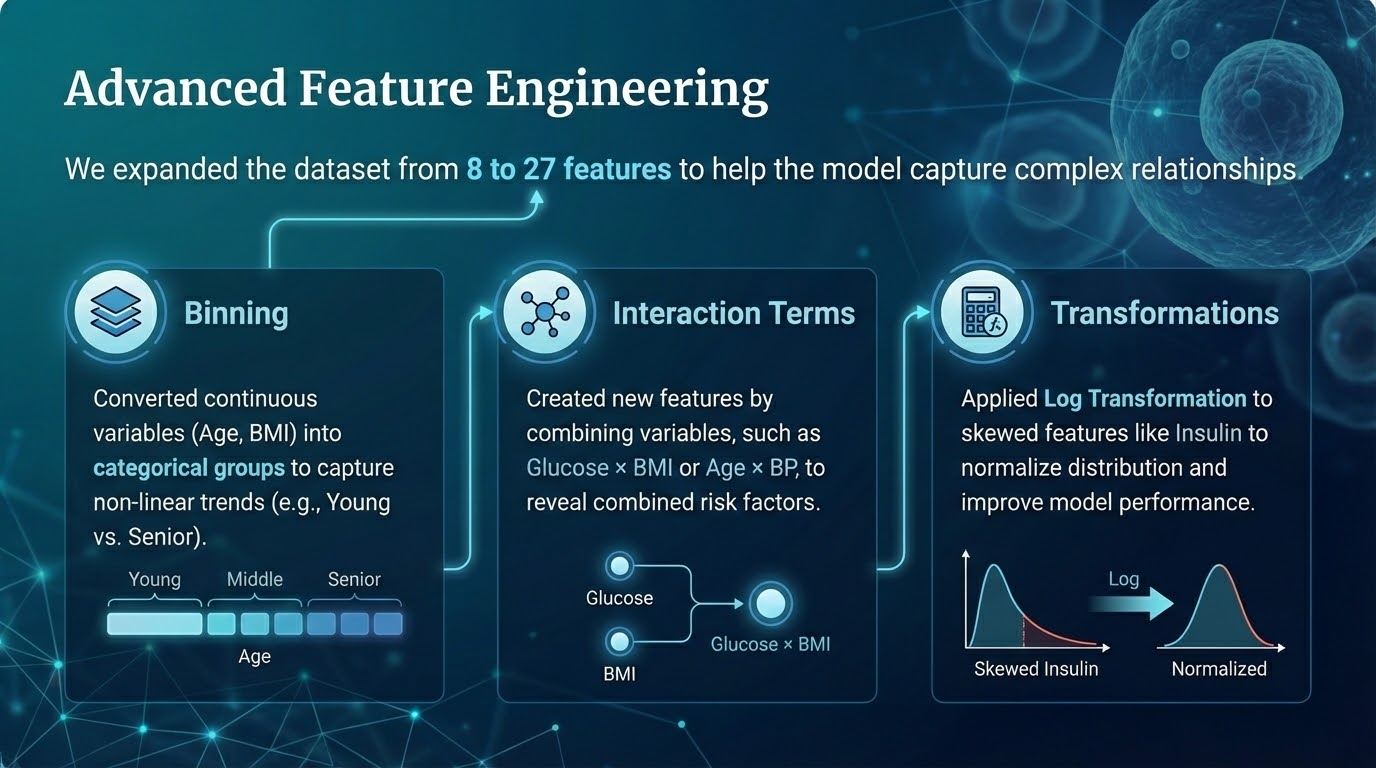 Advanced Feature Engineering
We expanded the dataset from 8 to 27 features to help the model capture complex relationships.
Binning
Converted continuous
variables (Age, BMI) into
categorical groups to capture
non-linear trends (e.g., Young
vs. Senior).
Young Middle Senior
Age
Interaction Terms
Created new features by
combining variables, such as
Glucose × BMI or Age × BP, to
reveal combined risk factors.
Glucose
BMI
Glucose × BMI
Transformations
Applied Log Transformation to
skewed features like Insulin to
normalize distribution and
improve model performance.
Log
Skewed Insulin
Normalized